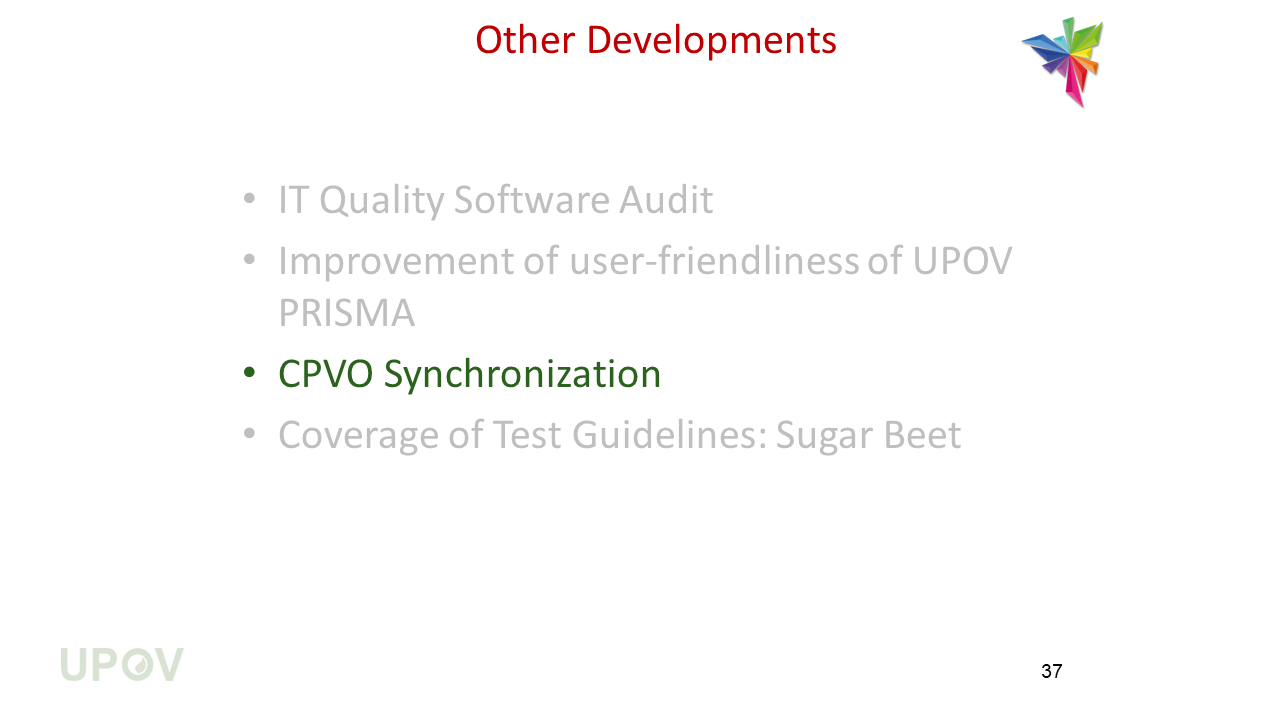 Other Developments
• IT Quality Software Audit
• Improvement of user-friendliness of UPOV
PRISMA
• CPVO Synchronization
• Coverage of Test Guidelines: Sugar Beet
UPOV
37